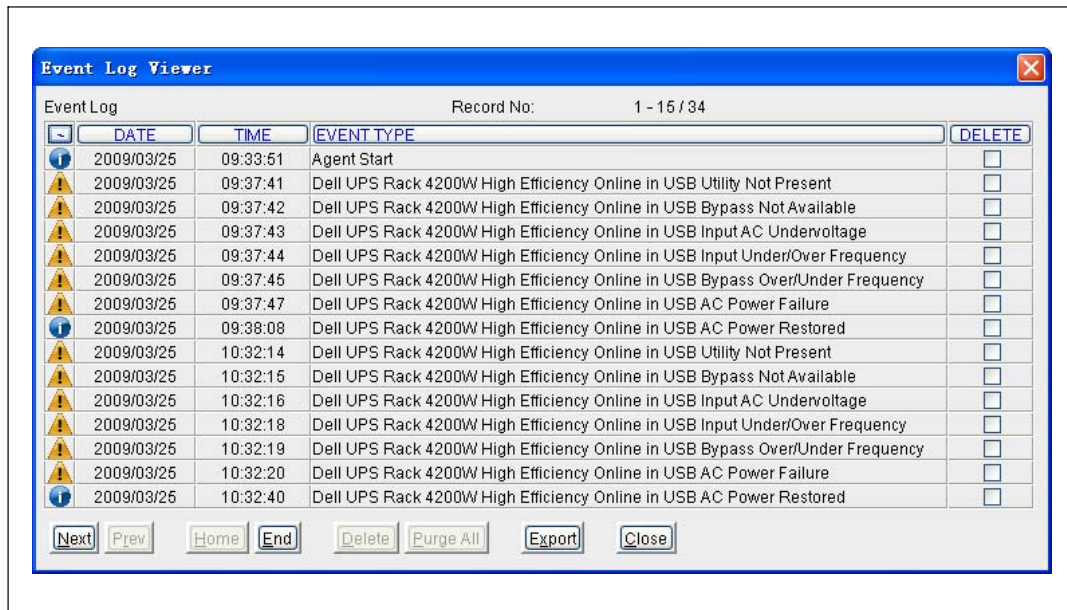 Event Log Viewer
Event Log Record No: 1 - 15 / 34
DATE TIME EVENT TYPE DELETE
2009/03/25 09:33:51 Agent Start
2009/03/25 09:37:41 Dell UPS Rack 4200W High Efficiency Online in USB Utility Not Present
2009/03/25 09:37:42 Dell UPS Rack 4200W High Efficiency Online in USB Bypass Not Available
2009/03/25 09:37:43 Dell UPS Rack 4200W High Efficiency Online in USB Input AC Undervoltage
2009/03/25 09:37:44 Dell UPS Rack 4200W High Efficiency Online in USB Input Under/Over Frequency
2009/03/25 09:37:45 Dell UPS Rack 4200W High Efficiency Online in USB Bypass Over/Under Frequency
2009/03/25 09:37:47 Dell UPS Rack 4200W High Efficiency Online in USB AC Power Failure
2009/03/25 09:38:08 Dell UPS Rack 4200W High Efficiency Online in USB AC Power Restored
2009/03/25 10:32:14 Dell UPS Rack 4200W High Efficiency Online in USB Utility Not Present
2009/03/25 10:32:15 Dell UPS Rack 4200W High Efficiency Online in USB Bypass Not Available
2009/03/25 10:32:16 Dell UPS Rack 4200W High Efficiency Online in USB Input AC Undervoltage
2009/03/25 10:32:18 Dell UPS Rack 4200W High Efficiency Online in USB Input Under/Over Frequency
2009/03/25 10:32:19 Dell UPS Rack 4200W High Efficiency Online in USB Bypass Over/Under Frequency
2009/03/25 10:32:20 Dell UPS Rack 4200W High Efficiency Online in USB AC Power Failure
2009/03/25 10:32:40 Dell UPS Rack 4200W High Efficiency Online in USB AC Power Restored
Next Prev Home End Delete Purge All Export Close